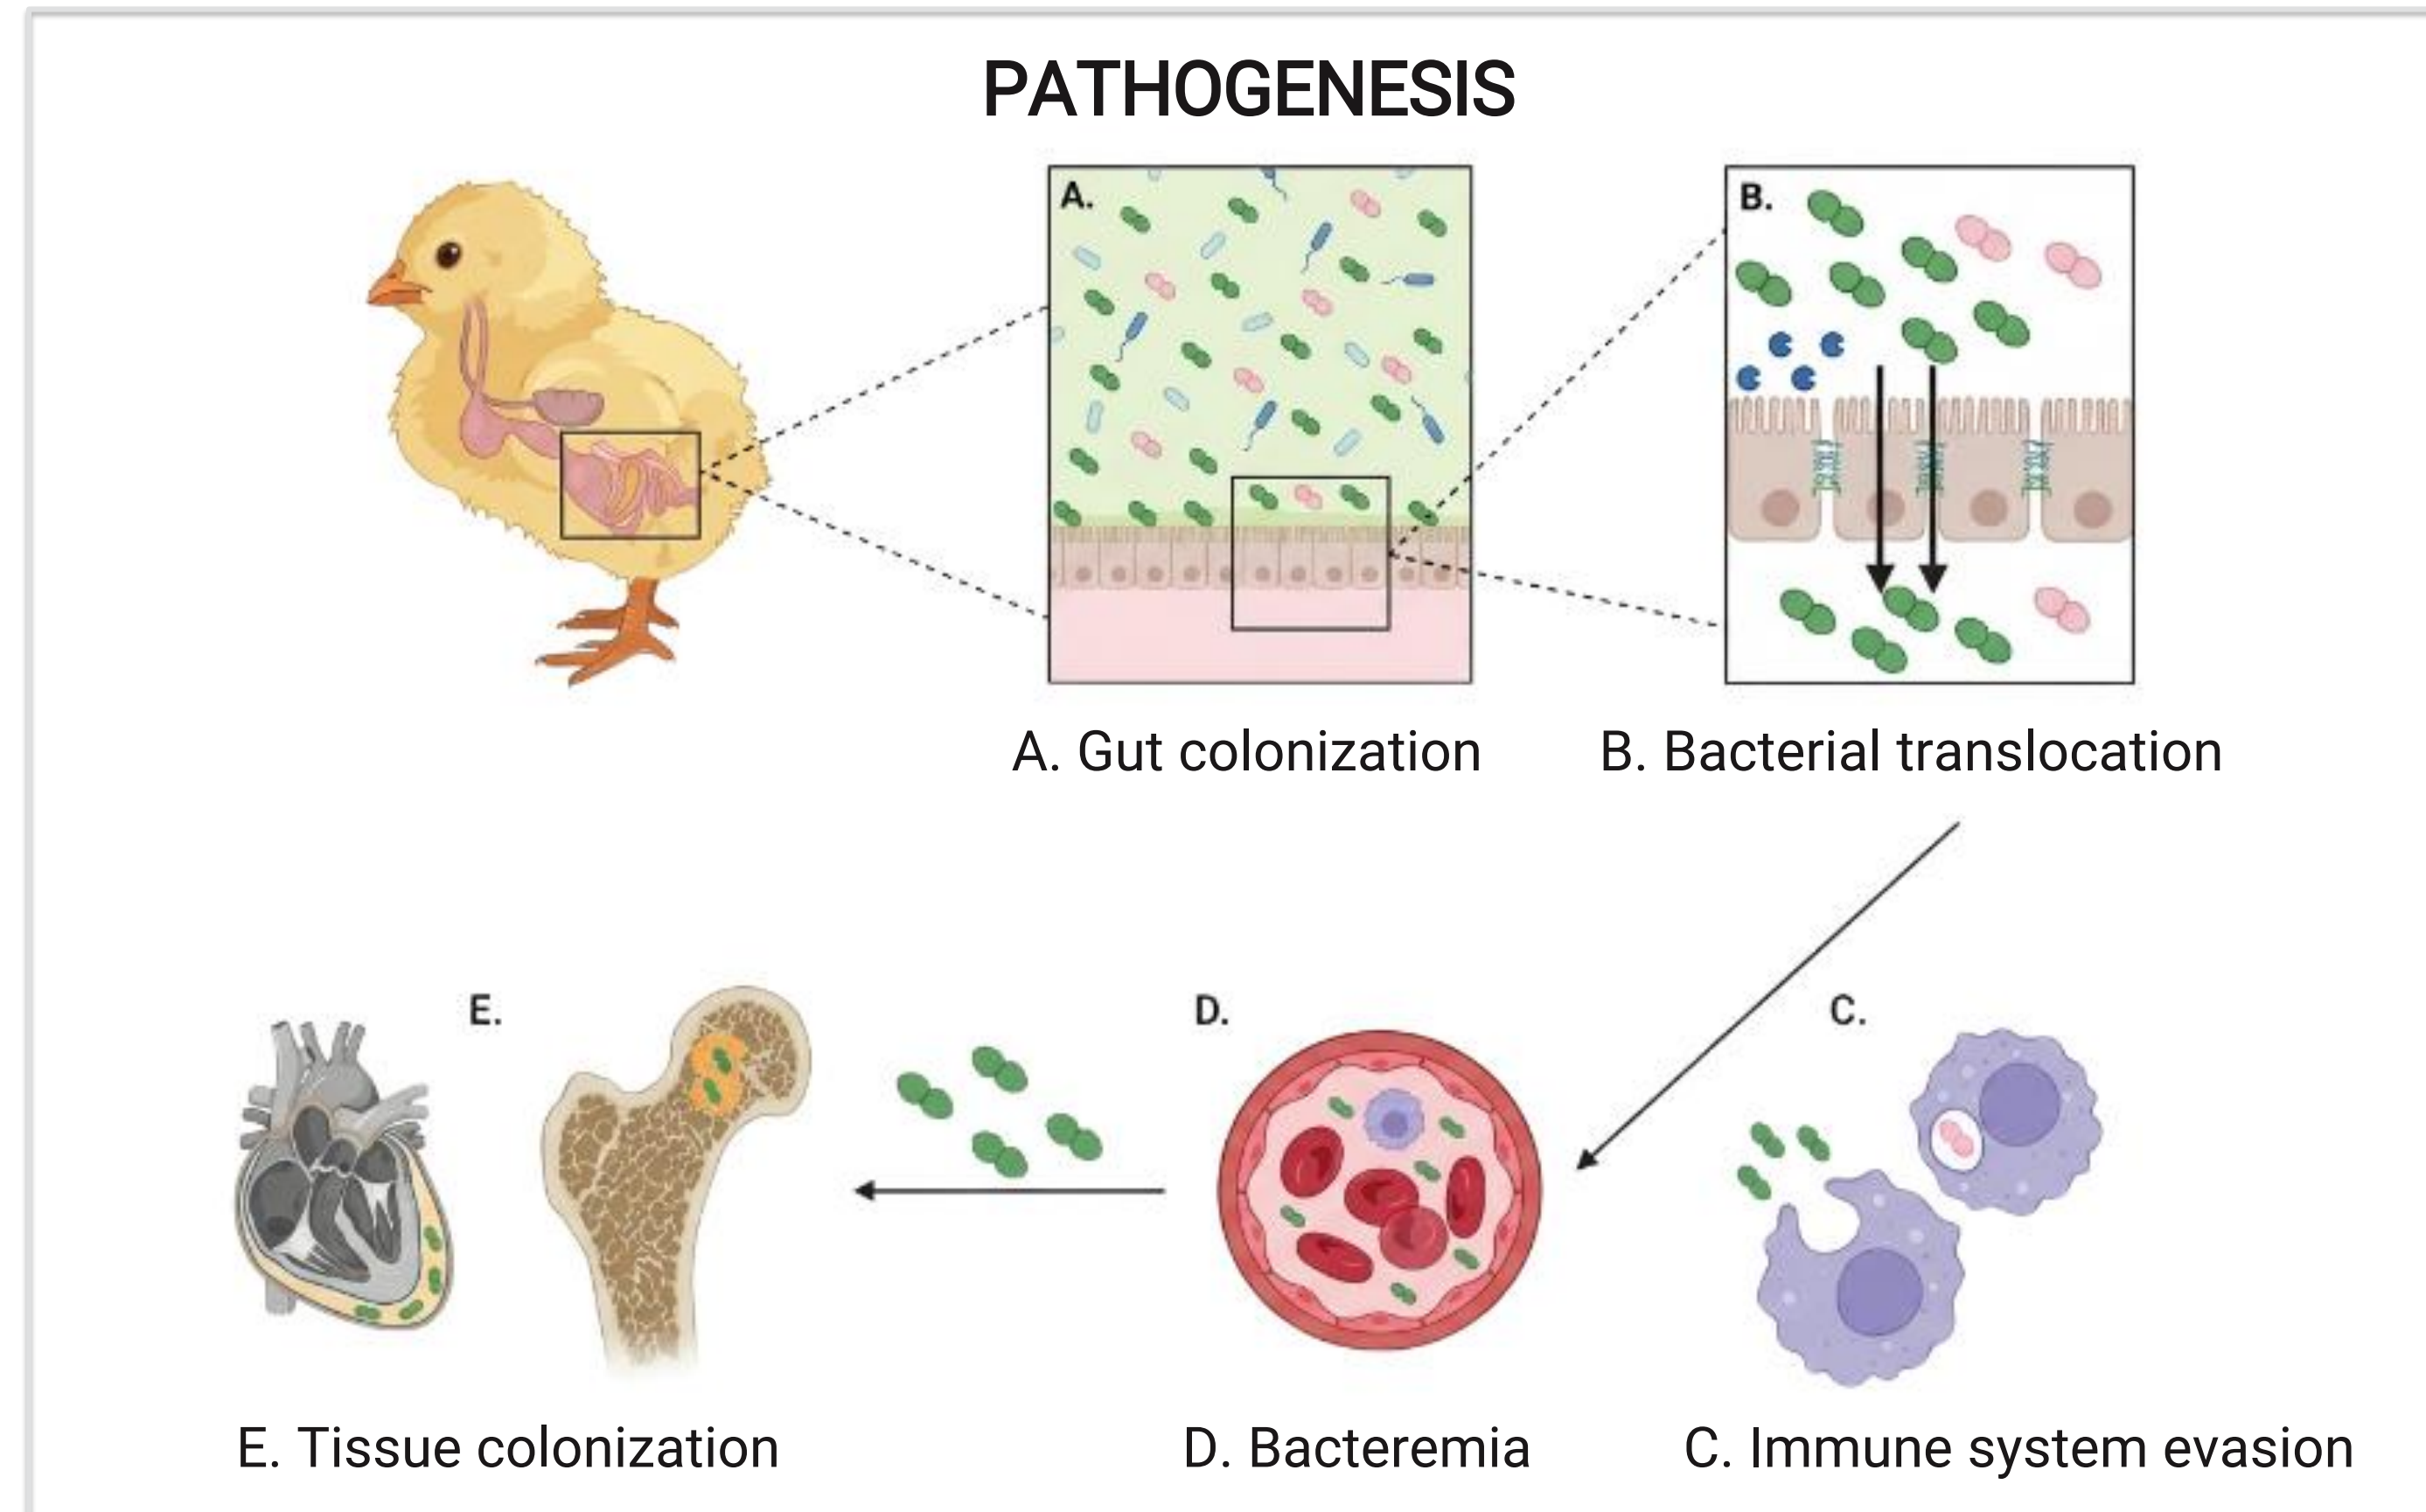 PATHOGENESIS
A.
B.
A. Gut colonization
B. Bacterial translocation
E.
D.
C.
E. Tissue colonization
D. Bacteremia
C. Immune system evasion